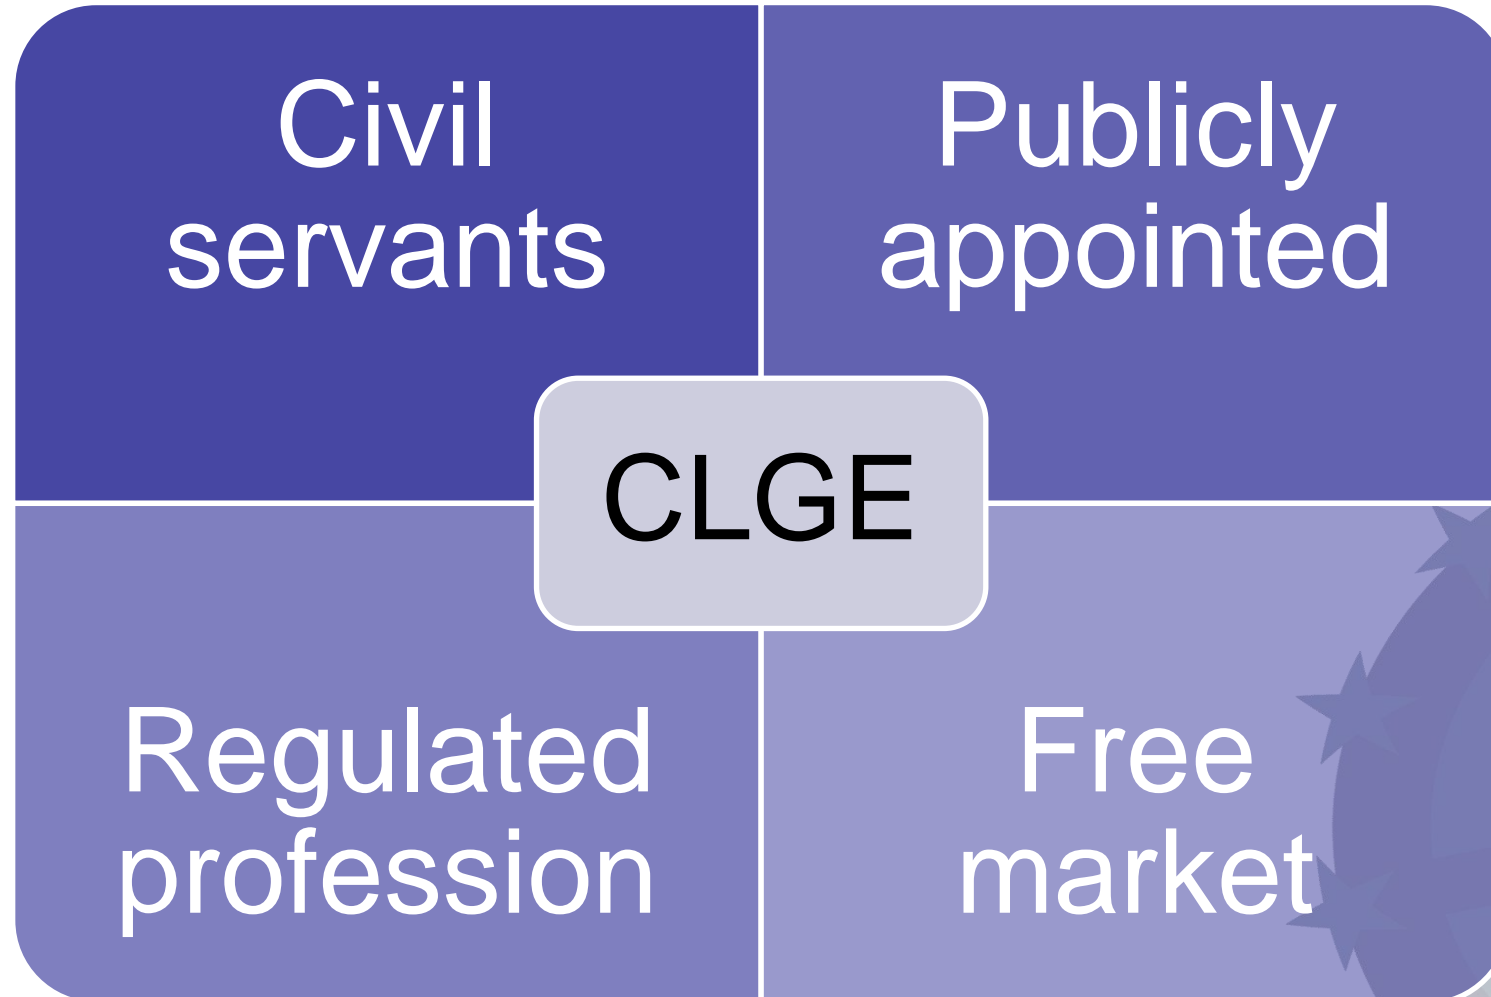 Civil
servants
Publicly
appointed
CLGE
Regulated
profession
Free
market